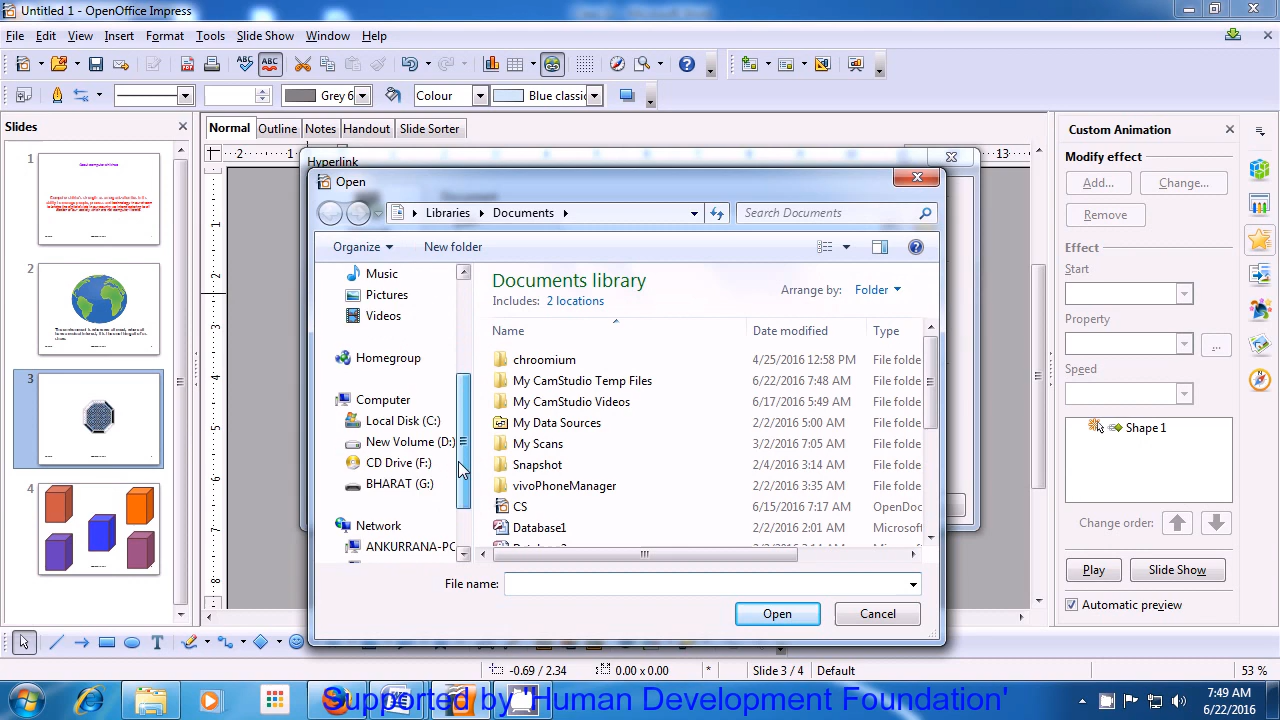 Untitled 1 - OpenOffice Impress
File Edit View Insert Format Tools Slide Show Window Help
Grey 6 Colour Blue classic
Slides
Normal Outline Notes Handout Slide Sorter
Custom Animation
Modify effect
Add... Change...
Remove
Effect
Start
Property
...
Speed
Shape 1
Change order:
Play Slide Show
Automatic preview
1
2
3
4
Hyperlink
Open
Libraries Documents
Search Documents
Organize New folder
Music
Pictures
Videos
Homegroup
Computer
Local Disk (C:)
New Volume (D:)
CD Drive (F:)
BHARAT (G:)
Network
ANKURRANA-PC
Documents library
Includes: 2 locations
Arrange by: Folder
Name Date modified Type
chroomium 4/25/2016 12:58 PM File folde
My CamStudio Temp Files 6/22/2016 7:48 AM File folde
My CamStudio Videos 6/17/2016 5:49 AM File folde
My Data Sources 2/2/2016 5:00 AM File folde
My Scans 3/2/2016 7:05 AM File folde
Snapshot 2/4/2016 3:14 AM File folde
vivoPhoneManager 2/2/2016 3:35 AM File folde
CS 6/15/2016 7:17 AM OpenDoc
Database1 2/2/2016 2:01 AM Microsoft
File name:
Open Cancel
-0.69 / 2.34 0.00 x 0.00 * Slide 3 / 4 Default 53 %
Supported by 'Human Development Foundation'
7:49 AM
6/22/2016